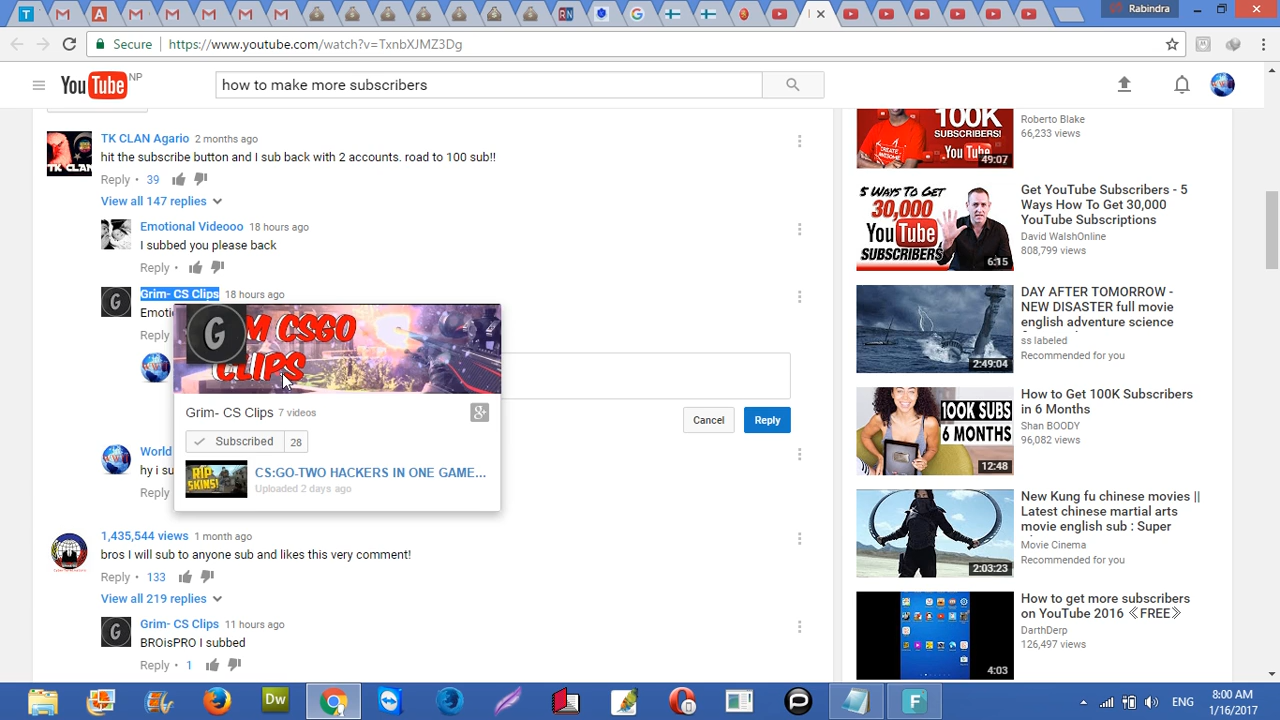 Rabindra
Secure
https://www.youtube.com/watch?v=TxnbXJMZ3Dg
YouTube NP
how to make more subscribers
TK CLAN Agario 2 months ago
hit the subscribe button and I sub back with 2 accounts. road to 100 sub!!
Reply · 39
View all 147 replies
Emotional Videooo 18 hours ago
I subbed you please back
Reply ·
Grim- CS Clips 18 hours ago
Reply
CSGO
CLIPS
Grim- CS Clips 7 videos
Subscribed 28
RIP SKINS!
CS:GO-TWO HACKERS IN ONE GAME...
Uploaded 2 days ago
Cancel
Reply
World
hy i su
Reply
1,435,544 views 1 month ago
bros I will sub to anyone sub and likes this very comment!
Reply · 133
View all 219 replies
Grim- CS Clips 11 hours ago
BROisPRO I subbed
Reply · 1
100K
SUBSCRIBERS!
YouTube
49:07
Roberto Blake
66,233 views
5 WAYS TO GET
30,000
YouTube
SUBSCRIBERS
6:15
Get YouTube Subscribers - 5
Ways How To Get 30,000
YouTube Subscriptions
David WalshOnline
808,799 views
2:49:04
DAY AFTER TOMORROW -
NEW DISASTER full movie
english adventure science
ss labeled
Recommended for you
100K SUBS
6 MONTHS
12:48
How to Get 100K Subscribers
in 6 Months
Shan BOODY
96,082 views
2:03:23
New Kung fu chinese movies ||
Latest chinese martial arts
movie english sub : Super
Movie Cinema
Recommended for you
4:03
How to get more subscribers
on YouTube 2016 《FREE》
DarthDerp
126,497 views
Dw
F
ENG
8:00 AM
1/16/2017